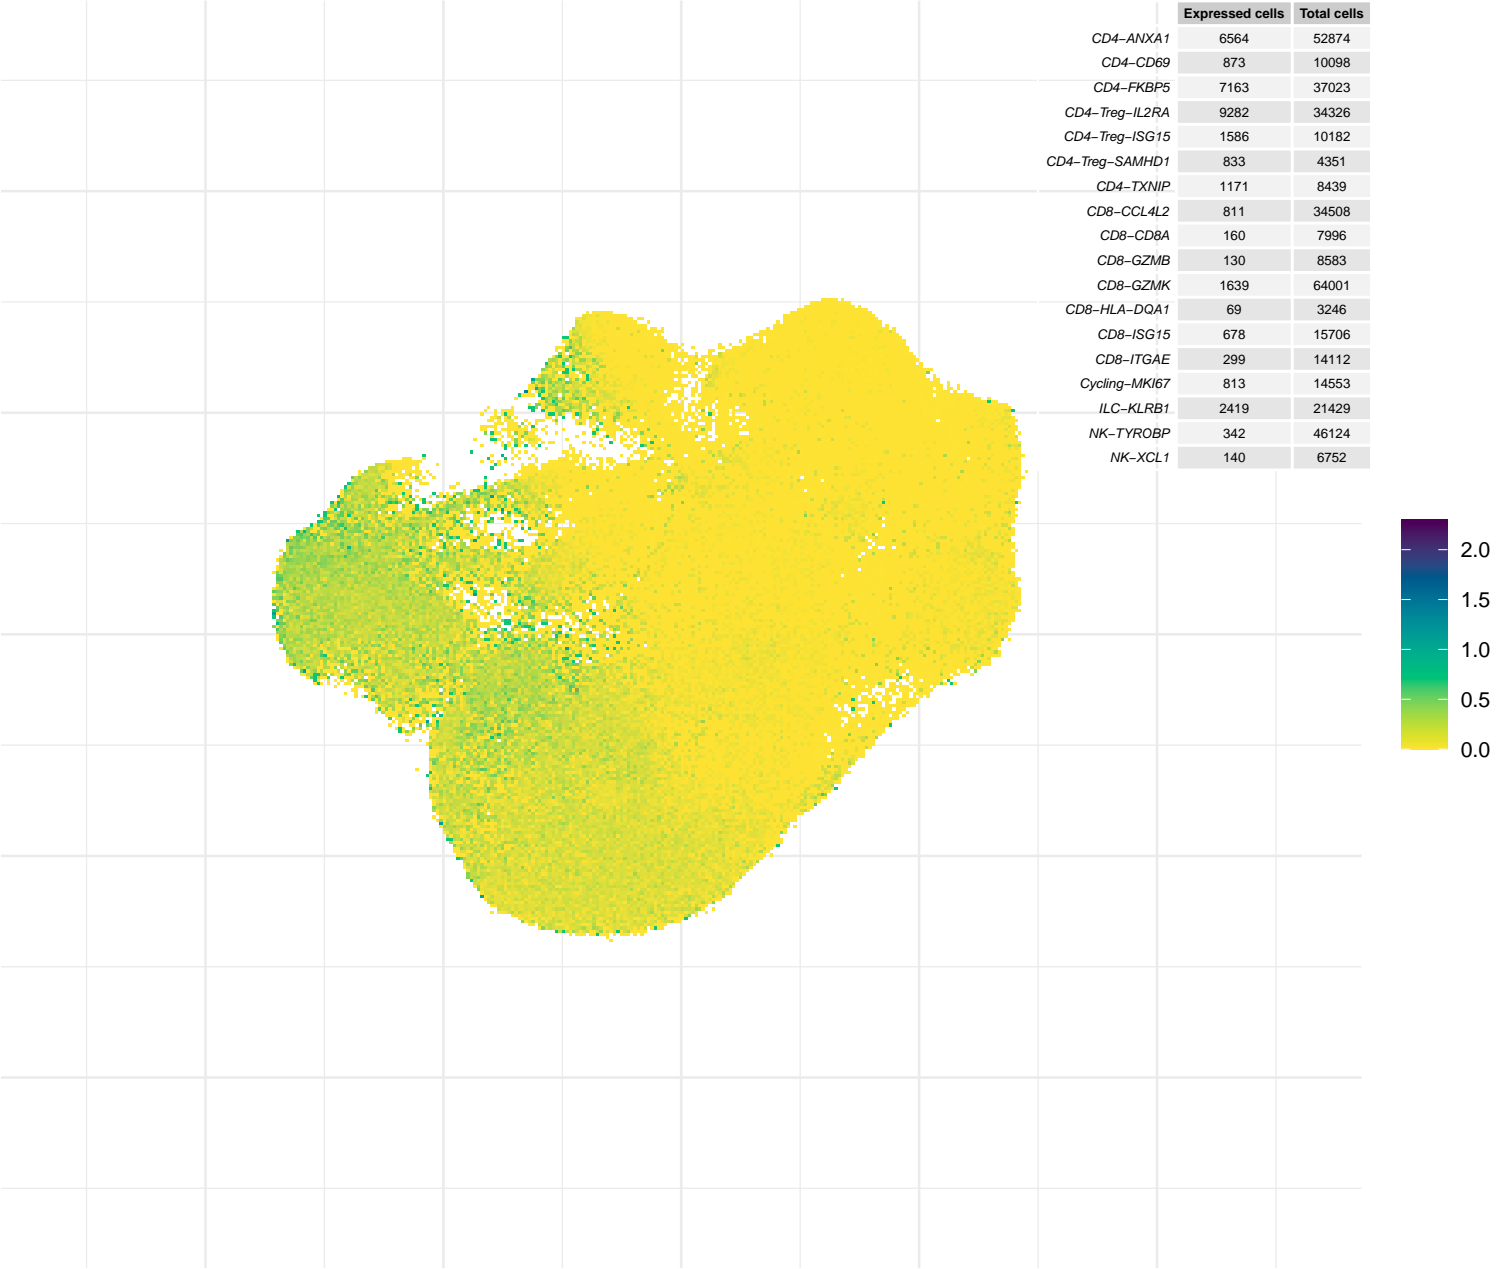 Expressed cells Total cells
CD4−ANXA1 6564 52874
CD4−CD69 873 10098
CD4−FKBP5 7163 37023
CD4−Treg−IL2RA 9282 34326
CD4−Treg−ISG15 1586 10182
CD4−Treg−SAMHD1 833 4351
CD4−TXNIP 1171 8439
CD8−CCL4L2 811 34508
CD8−CD8A 160 7996
CD8−GZMB 130 8583
CD8−GZMK 1639 64001
CD8−HLA−DQA1 69 3246
CD8−ISG15 678 15706
CD8−ITGAE 299 14112
Cycling−MKI67 813 14553
ILC−KLRB1 2419 21429
NK−TYROBP 342 46124
NK−XCL1 140 6752
2.0
1.5
1.0
0.5
0.0